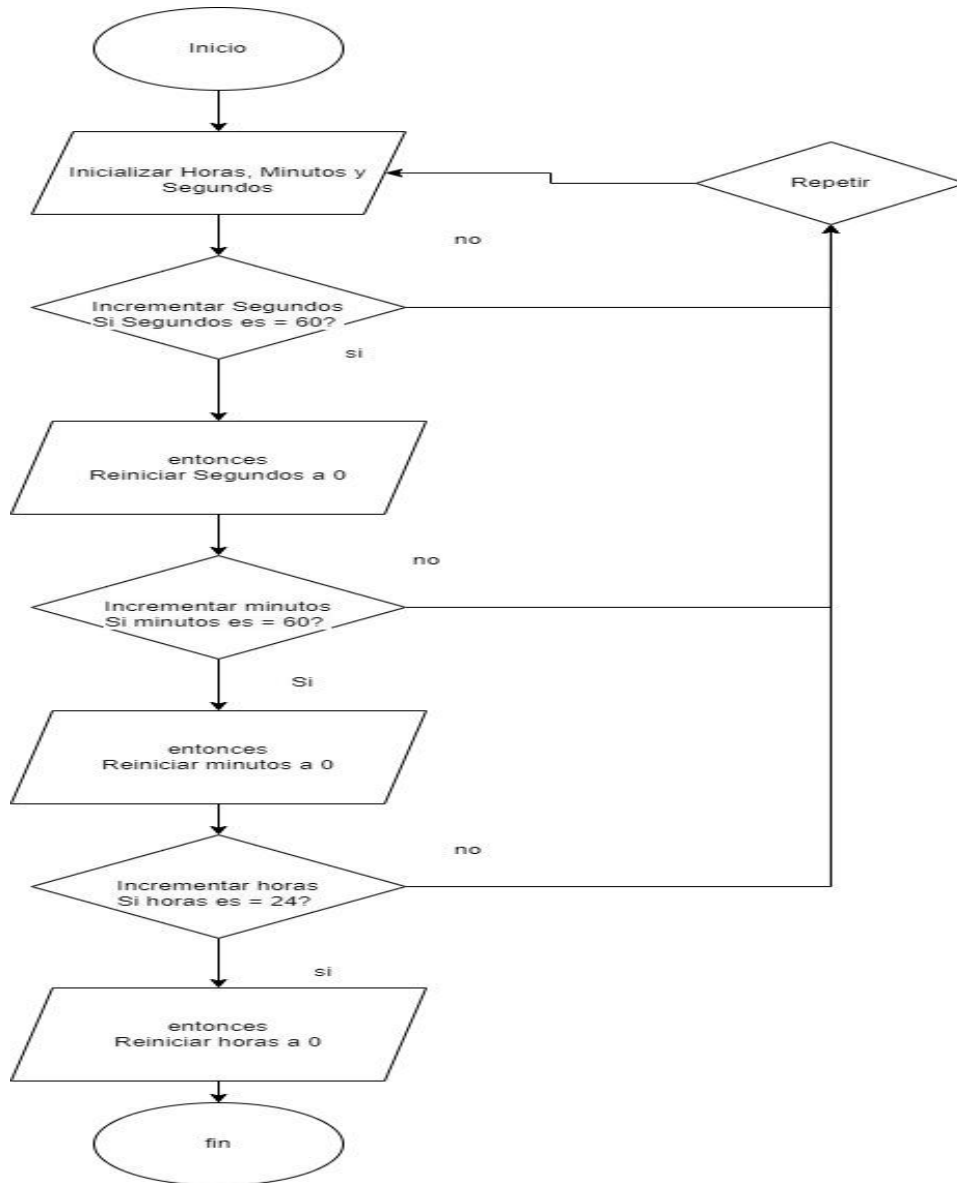 Inicio
Inicializar Horas, Minutos y
Segundos
Repetir
no
Incrementar Segundos
Si Segundos es = 60?
si
entonces
Reiniciar Segundos a 0
no
Incrementar minutos
Si minutos es = 60?
Si
entonces
Reiniciar minutos a 0
no
Incrementar horas
Si horas es = 24?
si
entonces
Reiniciar horas a 0
fin